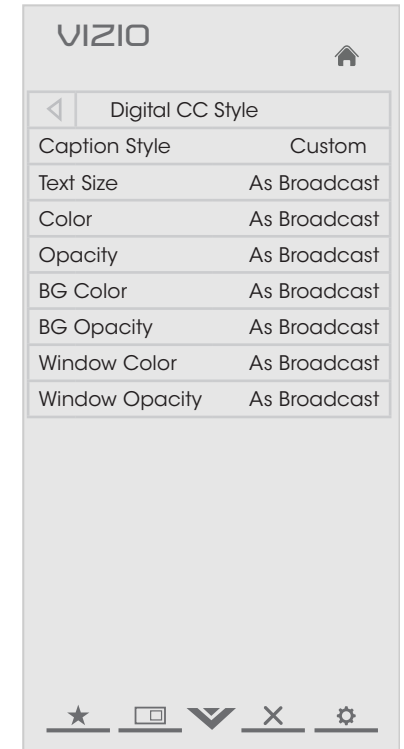 VIZIO
Digital CC Style
Caption Style Custom
Text Size As Broadcast
Color As Broadcast
Opacity As Broadcast
BG Color As Broadcast
BG Opacity As Broadcast
Window Color As Broadcast
Window Opacity As Broadcast